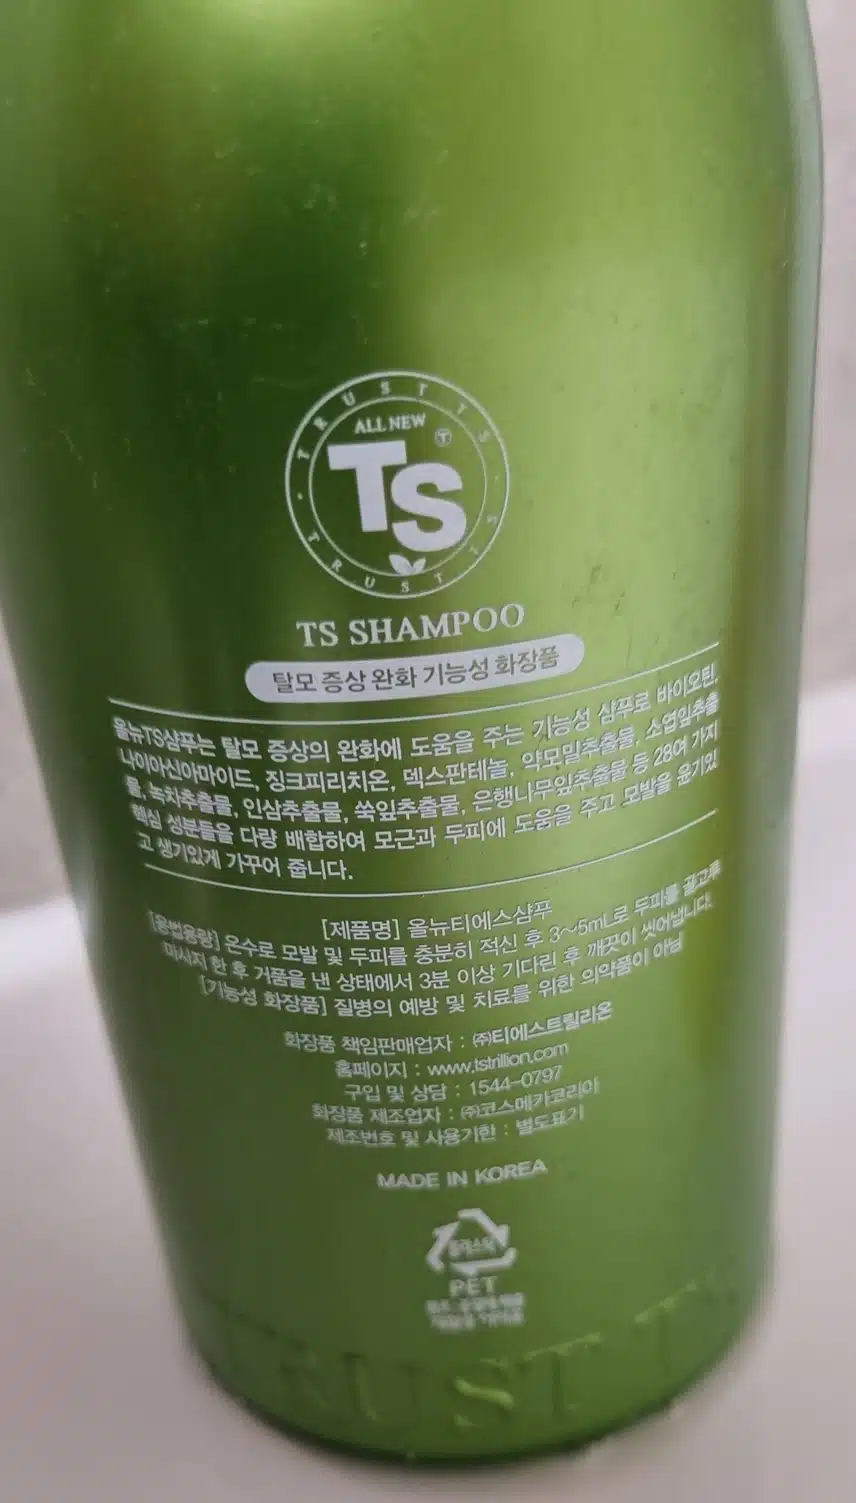 TRUST TS
ALL NEW
TS
TRUST TS
TS SHAMPOO
탈모 증상 완화 기능성 화장품
올뉴TS샴푸는 탈모 증상의 완화에 도움을 주는 기능성 샴푸로 바이오틴,
나이아신아마이드, 징크피리치온, 덱스판테놀, 약모밀추출물, 소엽잎추출
물, 녹차추출물, 인삼추출물, 쑥잎추출물, 은행나무잎추출물 등 28여 가지
핵심 성분들을 다량 배합하여 모근과 두피에 도움을 주고 모발을 윤기있
고 생기있게 가꾸어 줍니다.
[제품명] 올뉴티에스샴푸
[용법용량] 온수로 모발 및 두피를 충분히 적신 후 3~5mL로 두피를 골고루
마사지 한 후 거품을 낸 상태에서 3분 이상 기다린 후 깨끗이 씻어냅니다.
[기능성 화장품] 질병의 예방 및 치료를 위한 의약품이 아님
화장품 책임판매업자 : ㈜티에스트릴리온
홈페이지 : www.tstrillion.com
구입 및 상담 : 1544-0797
화장품 제조업자 : ㈜코스메카코리아
제조번호 및 사용기한 : 별도표기
MADE IN KOREA
플라스틱
PET
TRUST TS